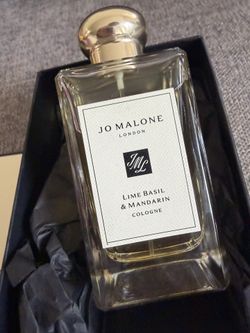 JO MALONE
LONDON
JML
LIME BASIL
& MANDARIN
COLOGNE